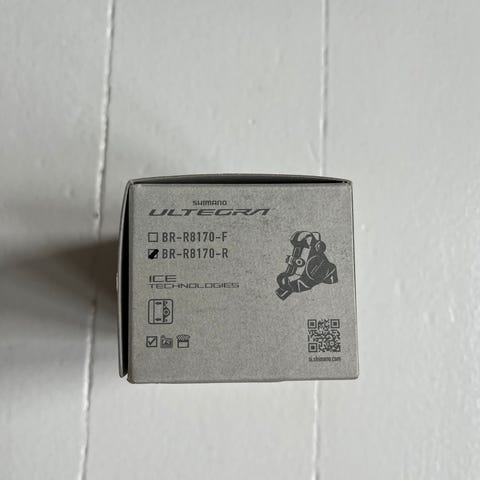 SHIMANO
ULTEGRA
BR-R8170-F
BR-R8170-R
ICE
TECHNOLOGIES
si.shimano.com